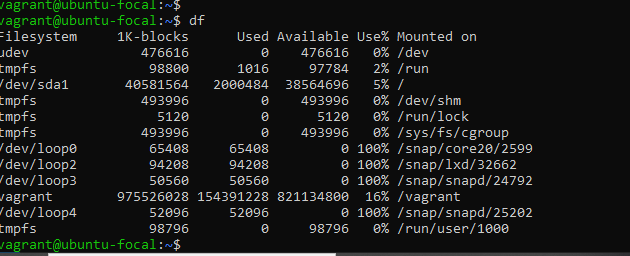 vagrant@ubuntu-focal:~$
vagrant@ubuntu-focal:~$ df
Filesystem     1K-blocks      Used Available Use% Mounted on
udev              476616         0    476616   0% /dev
tmpfs              98800      1016     97784   2% /run
/dev/sda1       40581564   2000484  38564696   5% /
tmpfs             493996         0    493996   0% /dev/shm
tmpfs               5120         0      5120   0% /run/lock
tmpfs             493996         0    493996   0% /sys/fs/cgroup
/dev/loop0         65408     65408         0 100% /snap/core20/2599
/dev/loop2         94208     94208         0 100% /snap/lxd/32662
/dev/loop3         50560     50560         0 100% /snap/snapd/24792
vagrant        975526028 154391228 821134800  16% /vagrant
/dev/loop4         52096     52096         0 100% /snap/snapd/25202
tmpfs              98796         0     98796   0% /run/user/1000
vagrant@ubuntu-focal:~$